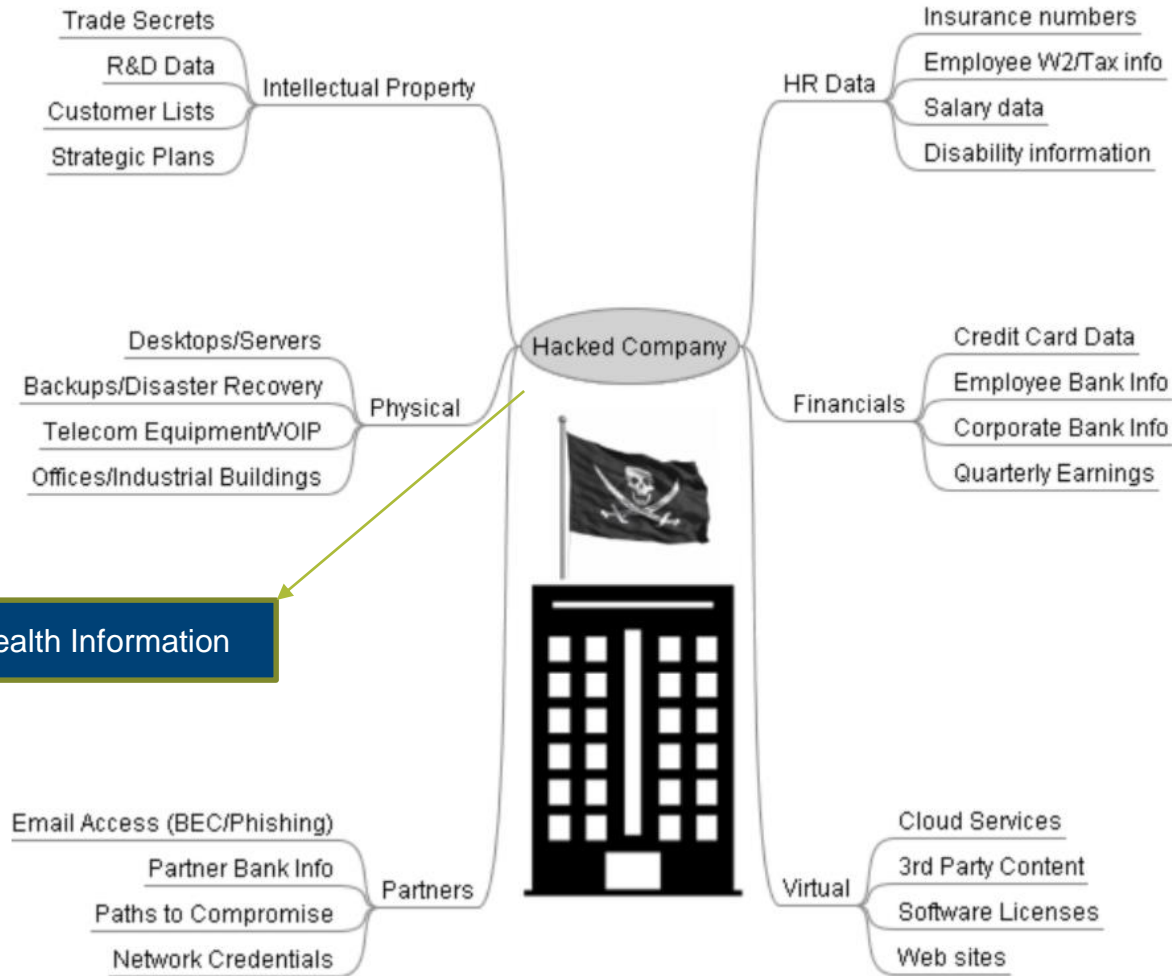 Trade Secrets
R&D Data
Customer Lists
Strategic Plans
Intellectual Property
Insurance numbers
Employee W2/Tax info
Salary data
Disability information
HR Data
Hacked Company
Desktops/Servers
Backups/Disaster Recovery
Telecom Equipment/VOIP
Offices/Industrial Buildings
Physical
Credit Card Data
Employee Bank Info
Corporate Bank Info
Quarterly Earnings
Financials
Information
Email Access (BEC/Phishing)
Partner Bank Info
Paths to Compromise
Network Credentials
Partners
Cloud Services
3rd Party Content
Software Licenses
Web sites
Virtual